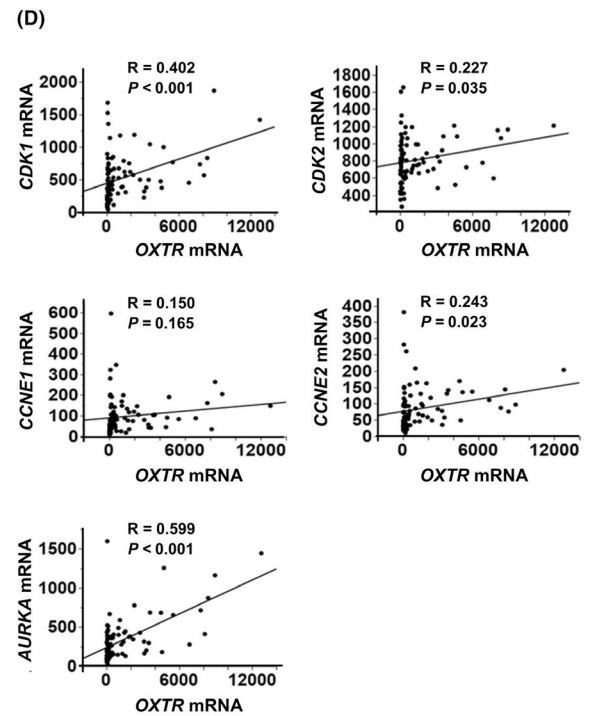 (D)
R = 0.402
P < 0.001
CDK1 mRNA
2000
1500
1000
500
0
0 6000 12000
OXTR mRNA
R = 0.227
P = 0.035
CDK2 mRNA
1800
1600
1400
1200
1000
800
600
400
0 6000 12000
OXTR mRNA
R = 0.150
P = 0.165
CCNE1 mRNA
600
500
400
300
200
100
0
0 6000 12000
OXTR mRNA
R = 0.243
P = 0.023
CCNE2 mRNA
400
350
300
250
200
150
100
50
0
0 6000 12000
OXTR mRNA
R = 0.599
P < 0.001
AURKA mRNA
1500
1000
500
0
0 6000 12000
OXTR mRNA